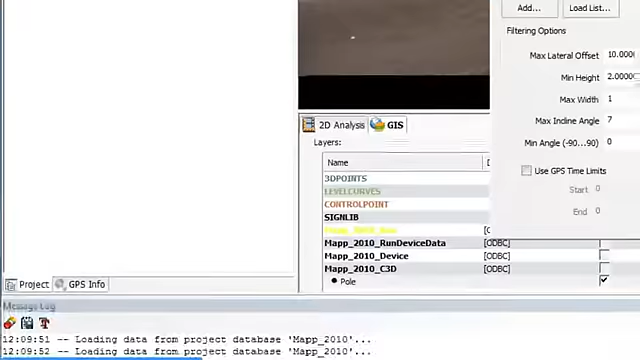 Add...
Load List...
Filtering Options
Max Lateral Offset 10.000
Min Height 2.0000
Max Width 1
Max Incline Angle 7
Min Angle (-90...90) 0
Use GPS Time Limits
Start 0
End 0
2D Analysis
GIS
Layers:
Name
3DPOINTS
LEVELCURVES
CONTROLPOINT
SIGNLIB
Mapp_2010_RunDeviceData [ODBC]
Mapp_2010_Device [ODBC]
Mapp_2010_C3D [ODBC]
Pole
Project
GPS Info
Message Log
12:09:51 -- Loading data from project database 'Mapp_2010'...
12:09:52 -- Loading data from project database 'Mapp_2010'...